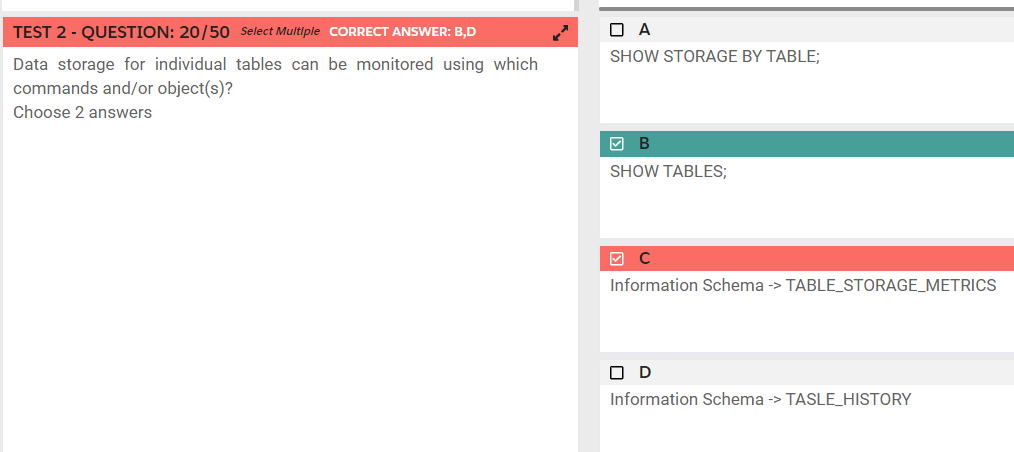 TEST 2 - QUESTION: 20/50 Select Multiple CORRECT ANSWER: B,D
Data storage for individual tables can be monitored using which
commands and/or object(s)?
Choose 2 answers
A
SHOW STORAGE BY TABLE;
B
SHOW TABLES;
C
Information Schema -> TABLE_STORAGE_METRICS
D
Information Schema -> TASLE_HISTORY